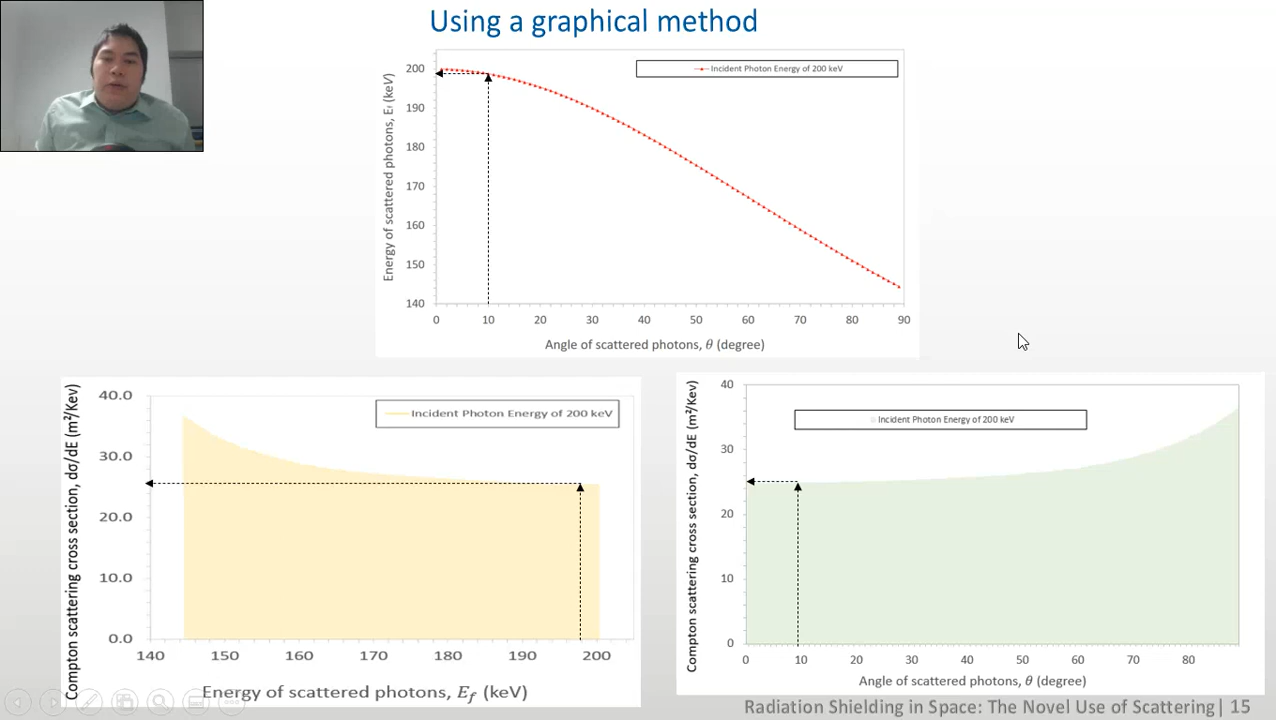 Using a graphical method
Energy of scattered photons, Ef (keV)
200
190
180
170
160
150
140
Incident Photon Energy of 200 keV
0 10 20 30 40 50 60 70 80 90
Angle of scattered photons, θ (degree)
Compton scattering cross section, dσ/dE (m²/Kev)
40.0
30.0
20.0
10.0
0.0
Incident Photon Energy of 200 keV
140 150 160 170 180 190 200
Energy of scattered photons, Ef (keV)
Compton scattering cross section, dσ/dE (m²/Kev)
40
30
20
10
0
Incident Photon Energy of 200 keV
0 10 20 30 40 50 60 70 80
Angle of scattered photons, θ (degree)
Radiation Shielding in Space: The Novel Use of Scattering| 15